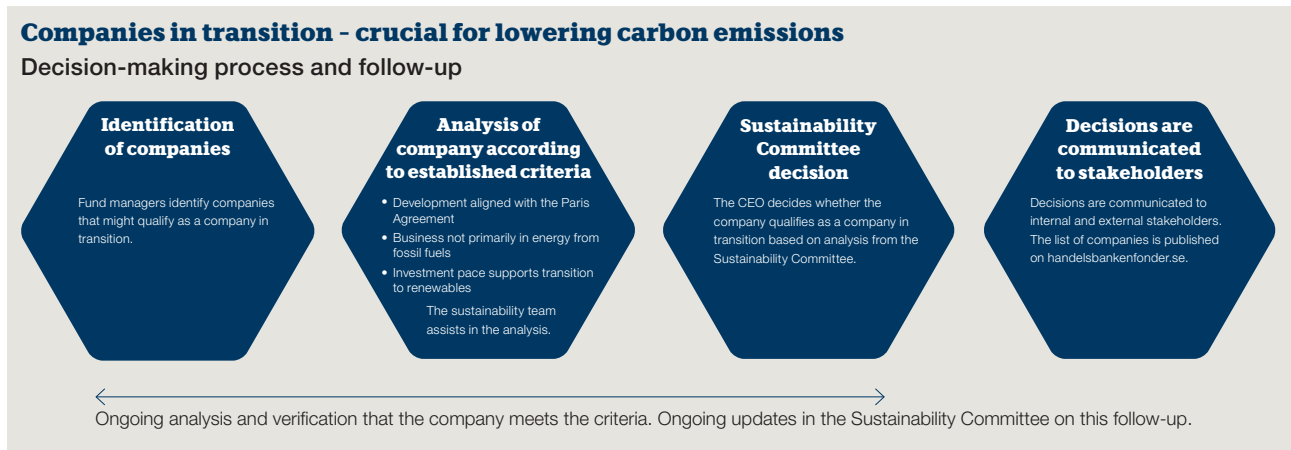 Companies in transition – crucial for lowering carbon emissions
Decision-making process and follow-up
Identification
of companies
Fund managers identify companies
that might qualify as a company in
transition.
Analysis of
company according
to established criteria
• Development aligned with the Paris
Agreement
• Business not primarily in energy from
fossil fuels
• Investment pace supports transition
to renewables
The sustainability team
assists in the analysis.
Sustainability
Committee
decision
The CEO decides whether the
company qualifies as a company in
transition based on analysis from the
Sustainability Committee.
Decisions are
communicated
to stakeholders
Decisions are communicated to
internal and external stakeholders.
The list of companies is published
on handelsbankenfonder.se.
Ongoing analysis and verification that the company meets the criteria. Ongoing updates in the Sustainability Committee on this follow-up.